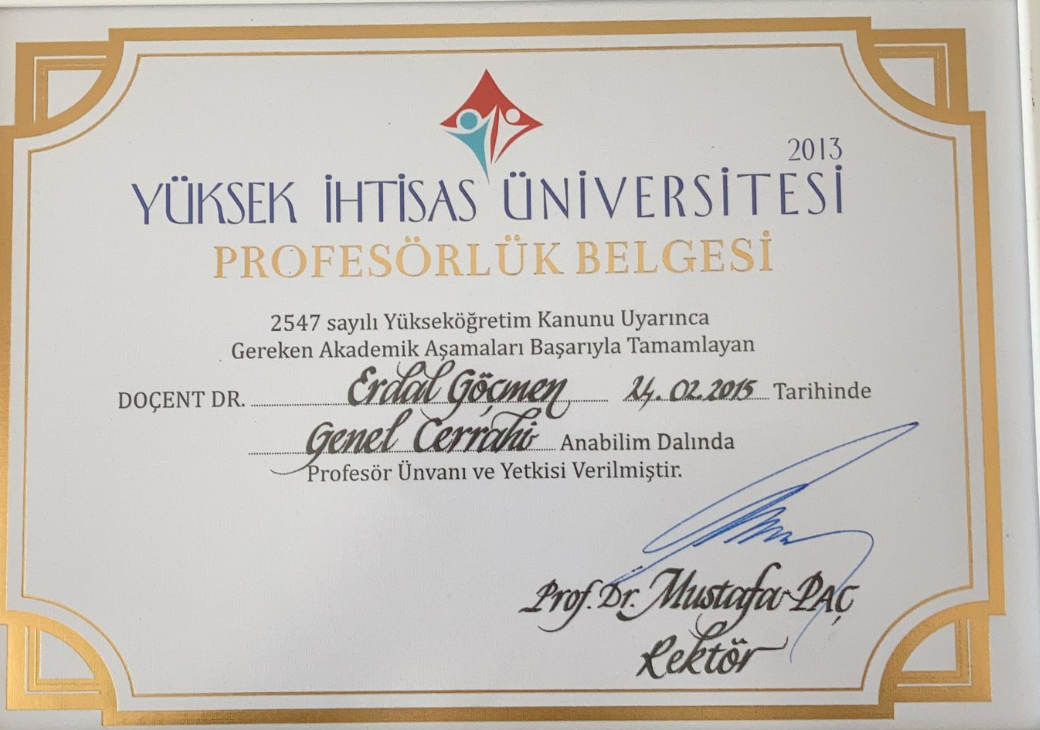 2013
YÜKSEK İHTİSAS ÜNİVERSİTESİ
PROFESÖRLÜK BELGESİ
2547 sayılı Yükseköğretim Kanunu Uyarınca
Gereken Akademik Aşamaları Başarıyla Tamamlayan
DOÇENT DR. Erdal Göçmen 24.02.2015 Tarihinde
Genel Cerrahi Anabilim Dalında
Profesör Ünvanı ve Yetkisi Verilmiştir.
Prof. Dr. Mustafa PAÇ
Rektör